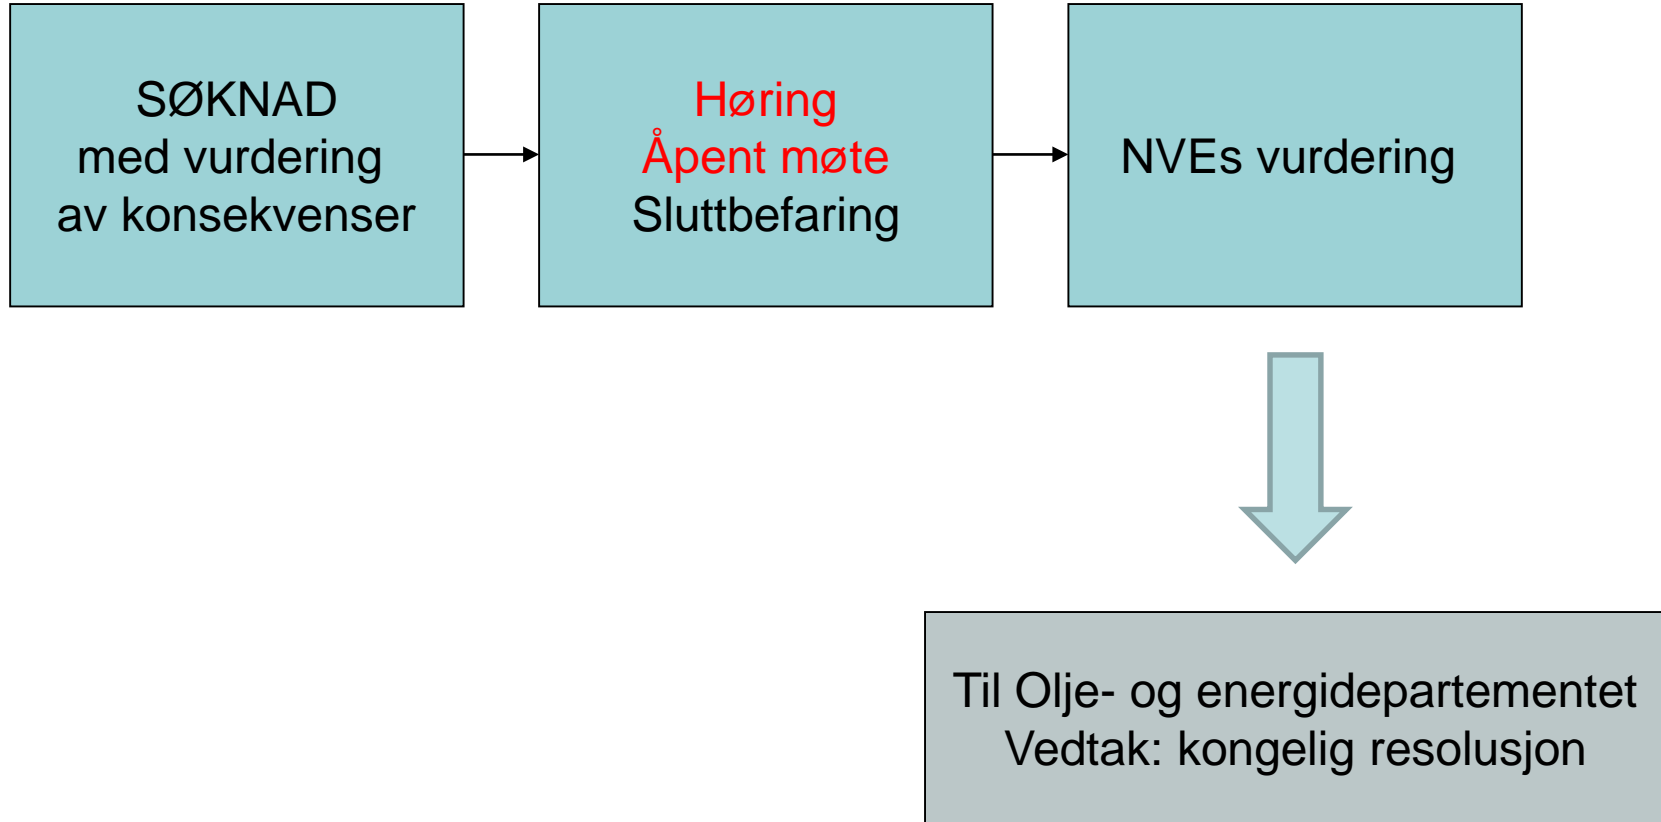 SØKNAD
med vurdering
av konsekvenser
Høring
Åpent møte
Sluttbefaring
NVEs vurdering
Til Olje- og energidepartementet
Vedtak: kongelig resolusjon